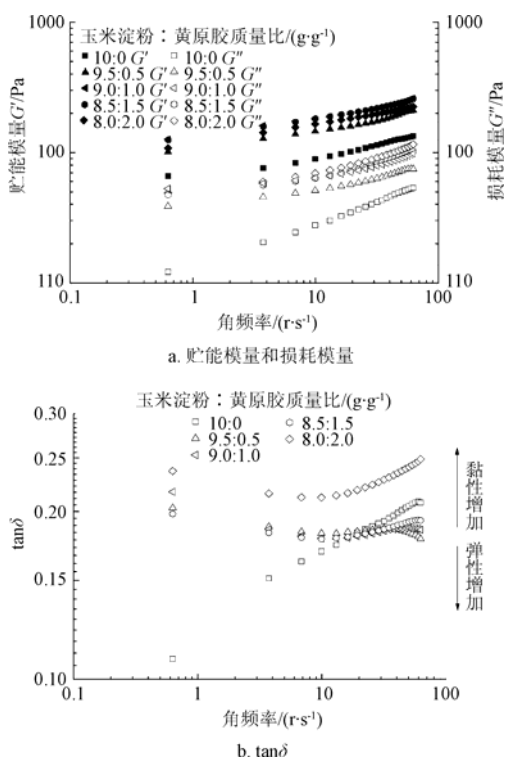 玉米淀粉：黄原胶质量比/(g·g⁻¹)
10:0 G′ 10:0 G″
9.5:0.5 G′ 9.5:0.5 G″
9.0:1.0 G′ 9.0:1.0 G″
8.5:1.5 G′ 8.5:1.5 G″
8.0:2.0 G′ 8.0:2.0 G″
贮能模量G′/Pa
1000
100
110
损耗模量G″/Pa
1000
100
110
0.1 1 10 100
角频率/(r·s⁻¹)
a. 贮能模量和损耗模量
玉米淀粉：黄原胶质量比/(g·g⁻¹)
10:0 8.5:1.5
9.5:0.5 8.0:2.0
9.0:1.0
tanδ
0.30
0.25
0.20
0.15
0.10
黏性增加
弹性增加
0.1 1 10 100
角频率/(r·s⁻¹)
b. tanδ